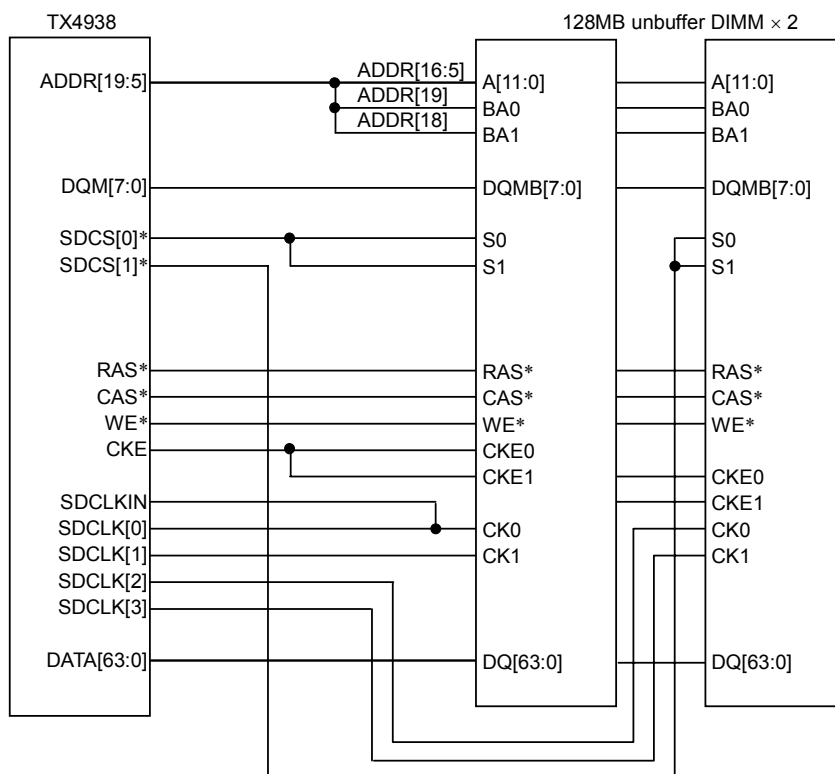 TX4938
128MB unbuffer DIMM × 2
ADDR[19:5]
ADDR[16:5]
A[11:0]
A[11:0]
ADDR[19]
BA0
BA0
ADDR[18]
BA1
BA1
DQM[7:0]
DQMB[7:0]
DQMB[7:0]
SDCS[0]*
S0
S0
SDCS[1]*
S1
S1
RAS*
RAS*
RAS*
CAS*
CAS*
CAS*
WE*
WE*
WE*
CKE
CKE0
CKE1
CKE0
SDCLKIN
CKE1
SDCLK[0]
CK0
CK0
SDCLK[1]
CK1
CK1
SDCLK[2]
SDCLK[3]
DATA[63:0]
DQ[63:0]
DQ[63:0]